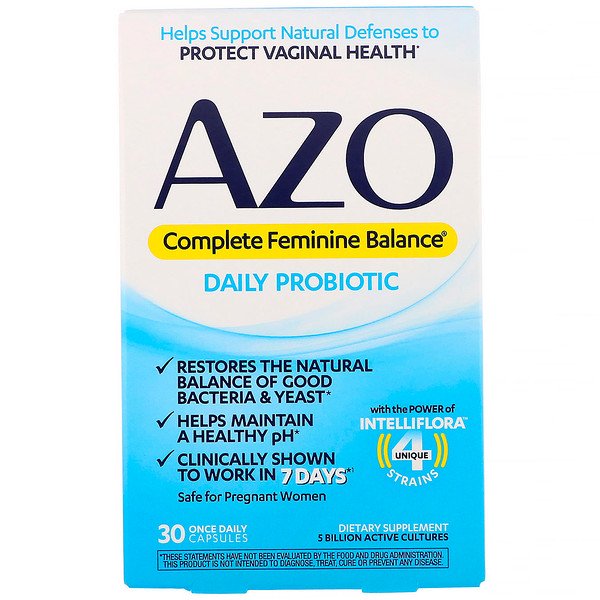 Helps Support Natural Defenses to
PROTECT VAGINAL HEALTH*
AZO
Complete Feminine Balance®
DAILY PROBIOTIC
✓ RESTORES THE NATURAL
BALANCE OF GOOD
BACTERIA & YEAST*
✓ HELPS MAINTAIN
A HEALTHY pH*
✓ CLINICALLY SHOWN
TO WORK IN 7 DAYS*¹
Safe for Pregnant Women
with the POWER of
INTELLIFLORA™
4
UNIQUE
STRAINS
30 ONCE DAILY
CAPSULES
DIETARY SUPPLEMENT
5 BILLION ACTIVE CULTURES
*THESE STATEMENTS HAVE NOT BEEN EVALUATED BY THE FOOD AND DRUG ADMINISTRATION.
THIS PRODUCT IS NOT INTENDED TO DIAGNOSE, TREAT, CURE OR PREVENT ANY DISEASE.